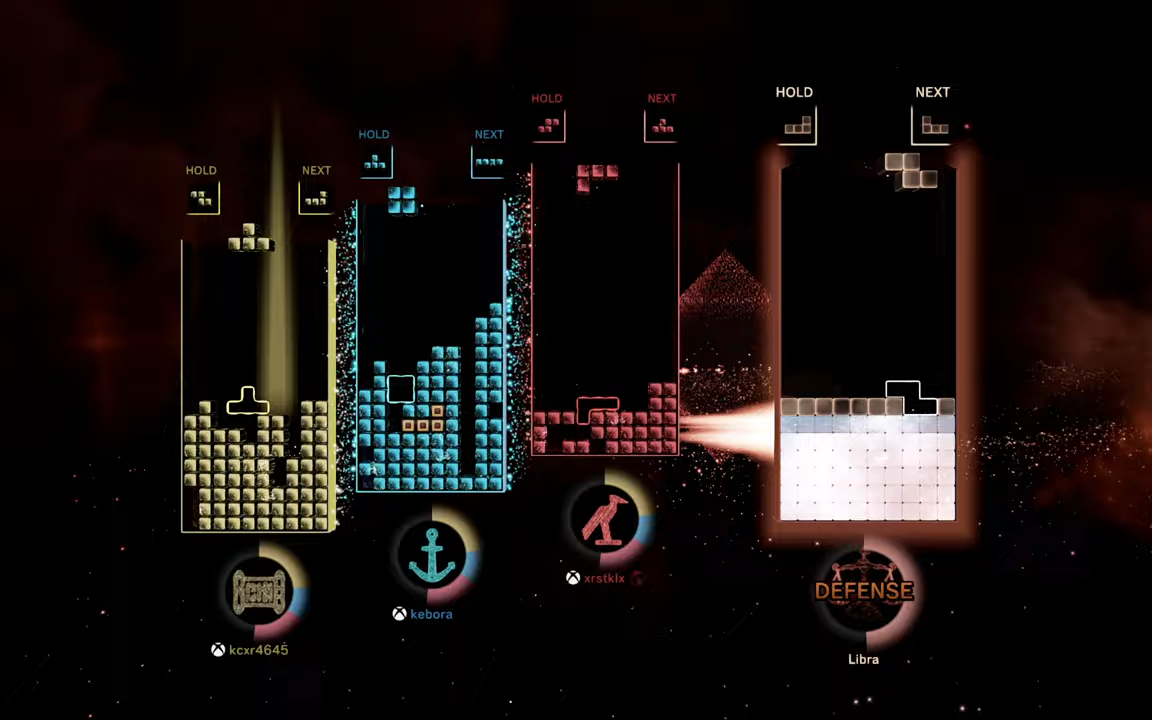 HOLD NEXT
HOLD NEXT
HOLD NEXT
HOLD NEXT
DEFENSE
xrstklx
kebora
kcxr4645
Libra